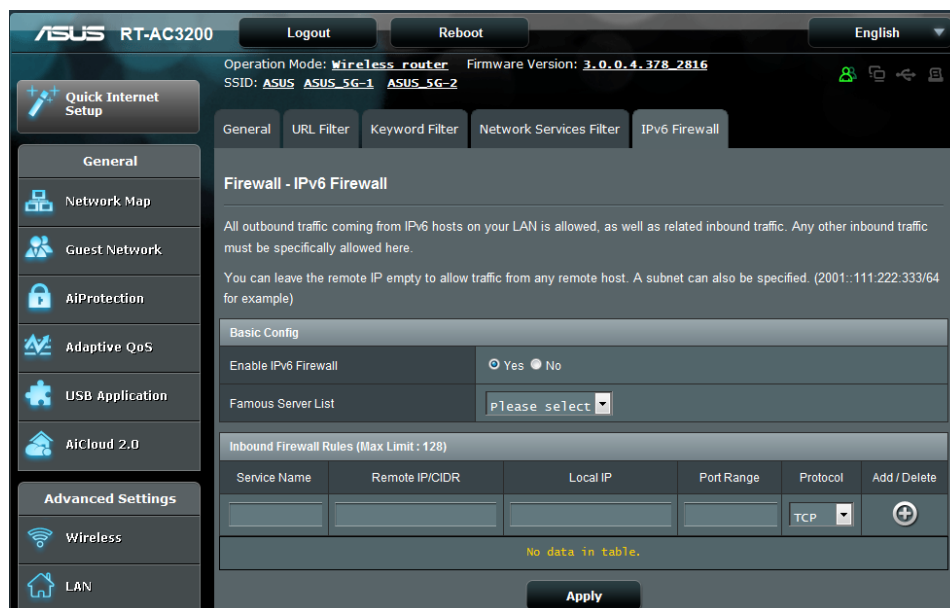 ASUS RT-AC3200
Logout
Reboot
English
Operation Mode: Wireless router Firmware Version: 3.0.0.4.378_2816
SSID: ASUS ASUS_5G-1 ASUS_5G-2
Quick Internet
Setup
General
URL Filter
Keyword Filter
Network Services Filter
IPv6 Firewall
General
Network Map
Guest Network
AiProtection
Adaptive QoS
USB Application
AiCloud 2.0
Advanced Settings
Wireless
LAN
Firewall - IPv6 Firewall
All outbound traffic coming from IPv6 hosts on your LAN is allowed, as well as related inbound traffic. Any other inbound traffic
must be specifically allowed here.
You can leave the remote IP empty to allow traffic from any remote host. A subnet can also be specified. (2001::111:222:333/64
for example)
Basic Config
Enable IPv6 Firewall
Yes No
Famous Server List
Please select
Inbound Firewall Rules (Max Limit : 128)
Service Name Remote IP/CIDR Local IP Port Range Protocol Add / Delete
TCP
No data in table.
Apply